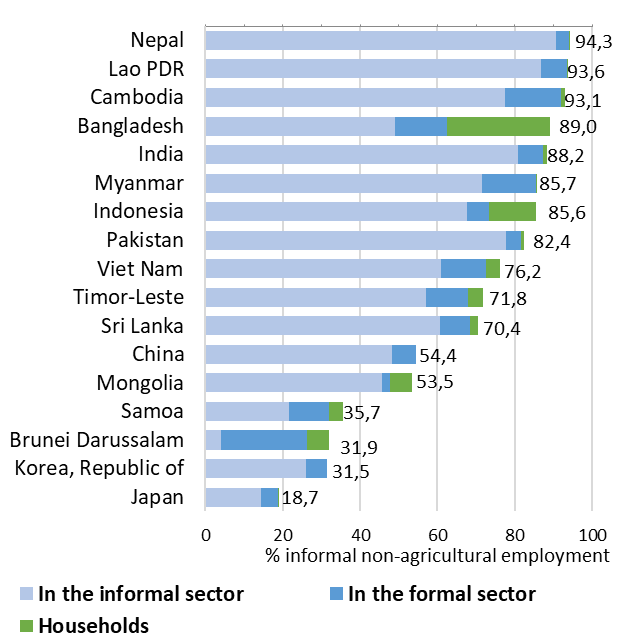 Nepal 94,3
Lao PDR 93,6
Cambodia 93,1
Bangladesh 89,0
India 88,2
Myanmar 85,7
Indonesia 85,6
Pakistan 82,4
Viet Nam 76,2
Timor-Leste 71,8
Sri Lanka 70,4
China 54,4
Mongolia 53,5
Samoa 35,7
Brunei Darussalam 31,9
Korea, Republic of 31,5
Japan 18,7
0 20 40 60 80 100
% informal non-agricultural employment
In the informal sector In the formal sector
Households